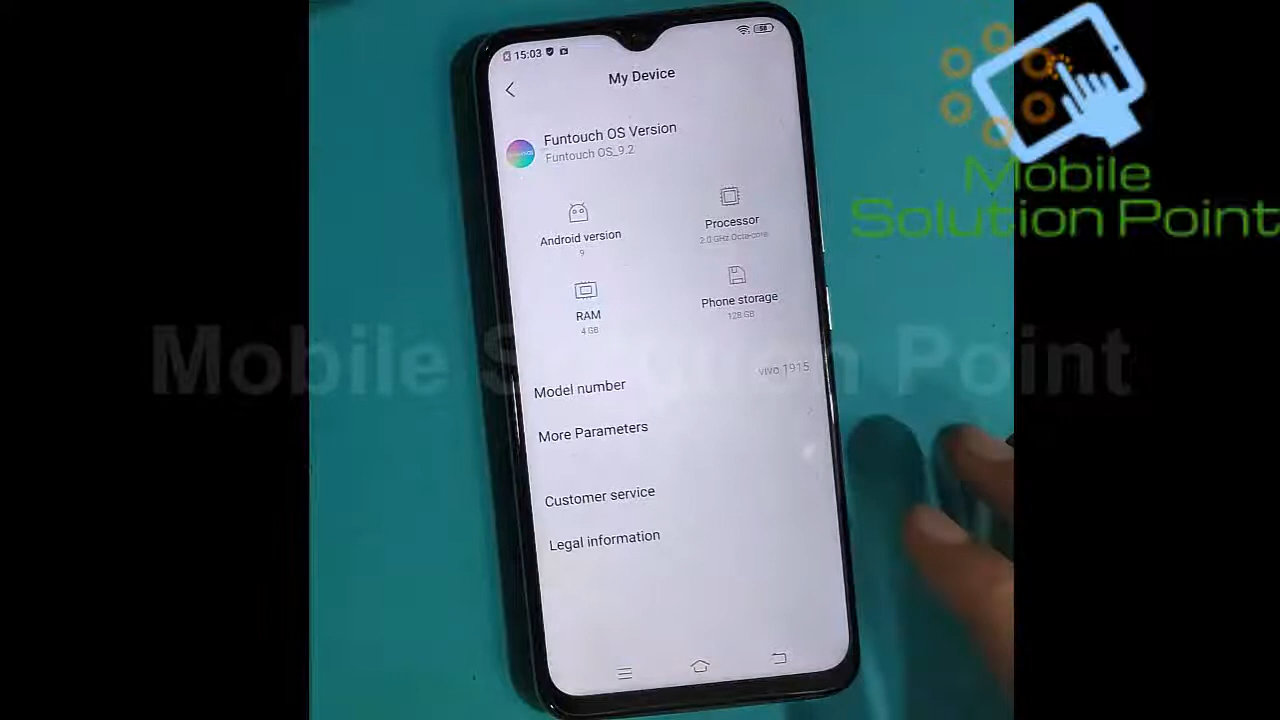 15:03
58
My Device
Funtouch OS Version
Funtouch OS_9.2
Android version
9
Processor
2.0 GHz Octa-core
RAM
4 GB
Phone storage
128 GB
Model number
vivo 1915
More Parameters
Customer service
Legal information
Mobile
Solution Point
Mobile Solution Point